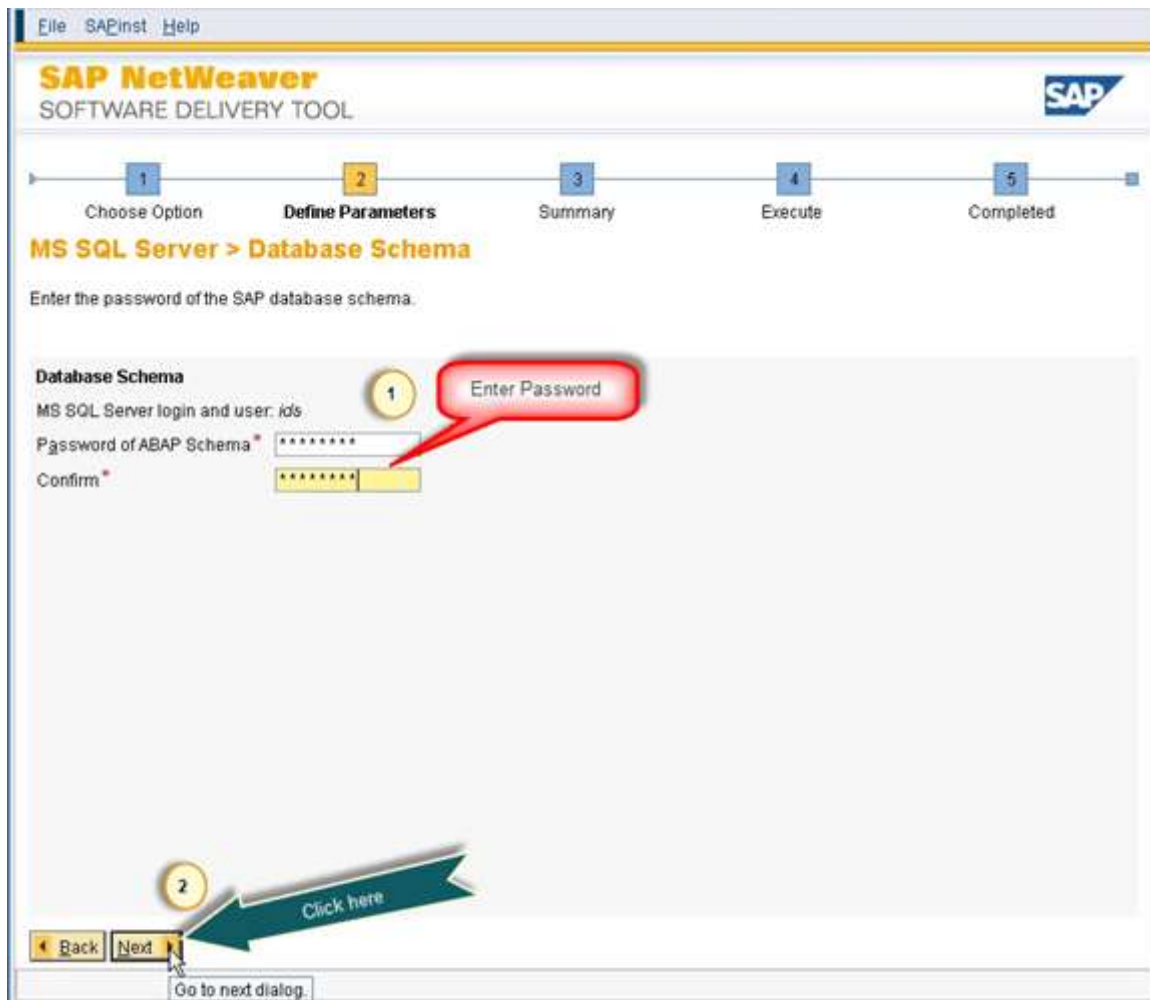 File SAPinst Help
SAP NetWeaver
SOFTWARE DELIVERY TOOL
SAP
1 2 3 4 5
Choose Option Define Parameters Summary Execute Completed
MS SQL Server > Database Schema
Enter the password of the SAP database schema.
Database Schema
1
Enter Password
MS SQL Server login and user: ids
Password of ABAP Schema* ********
Confirm* ********
2
Click here
Back Next
Go to next dialog.